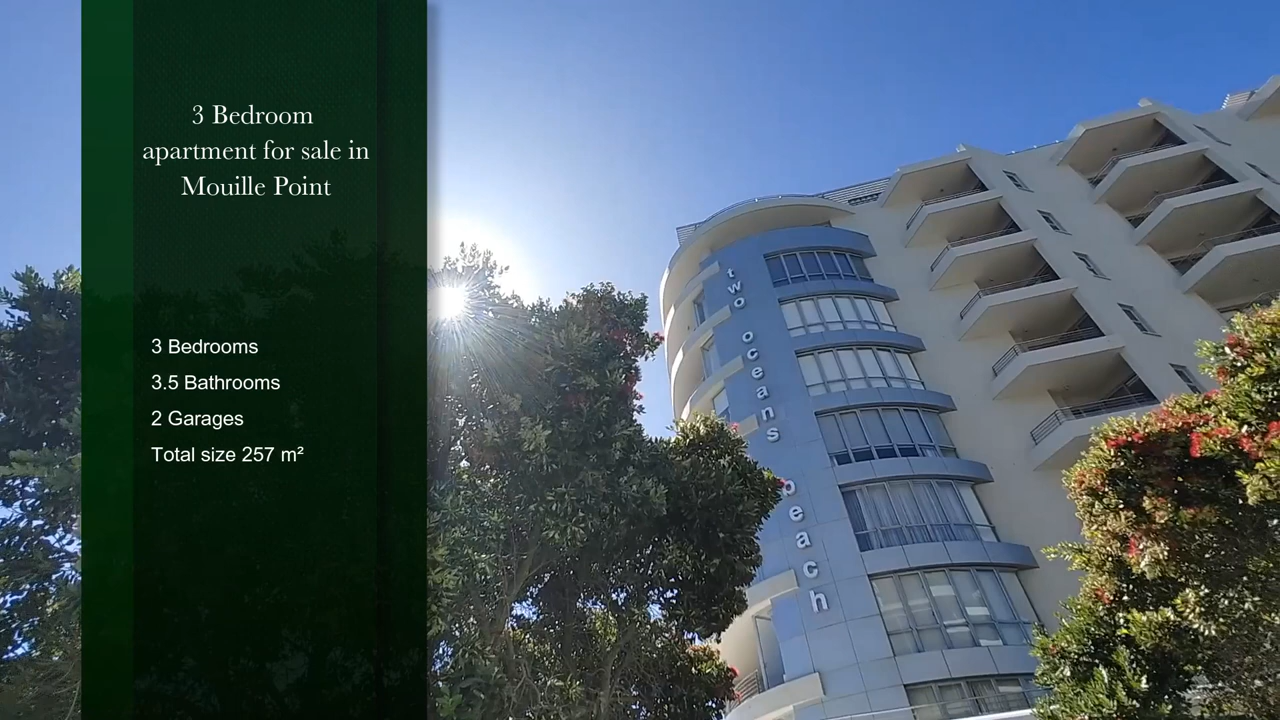 3 Bedroom
apartment for sale in
Mouille Point
3 Bedrooms
3.5 Bathrooms
2 Garages
Total size 257 m²
two oceans beach